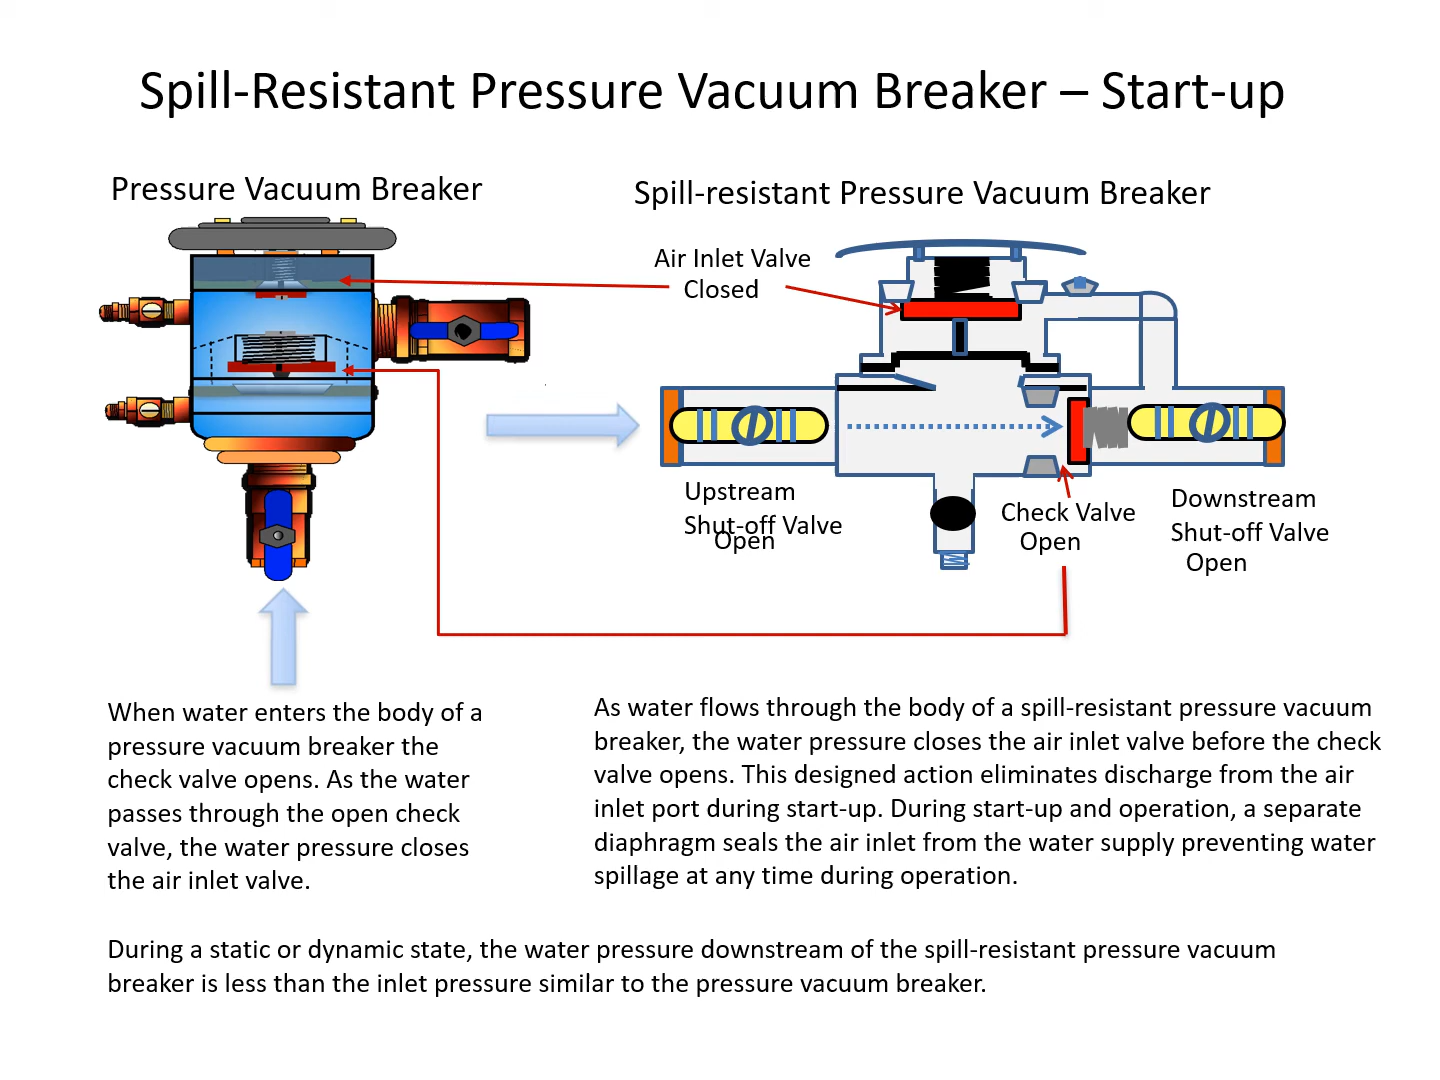 Spill-Resistant Pressure Vacuum Breaker – Start-up
Pressure Vacuum Breaker
Spill-resistant Pressure Vacuum Breaker
Air Inlet Valve
Closed
Upstream
Shut-off Valve
Open
Check Valve
Open
Downstream
Shut-off Valve
Open
When water enters the body of a
pressure vacuum breaker the
check valve opens. As the water
passes through the open check
valve, the water pressure closes
the air inlet valve.
As water flows through the body of a spill-resistant pressure vacuum
breaker, the water pressure closes the air inlet valve before the check
valve opens. This designed action eliminates discharge from the air
inlet port during start-up. During start-up and operation, a separate
diaphragm seals the air inlet from the water supply preventing water
spillage at any time during operation.
During a static or dynamic state, the water pressure downstream of the spill-resistant pressure vacuum
breaker is less than the inlet pressure similar to the pressure vacuum breaker.